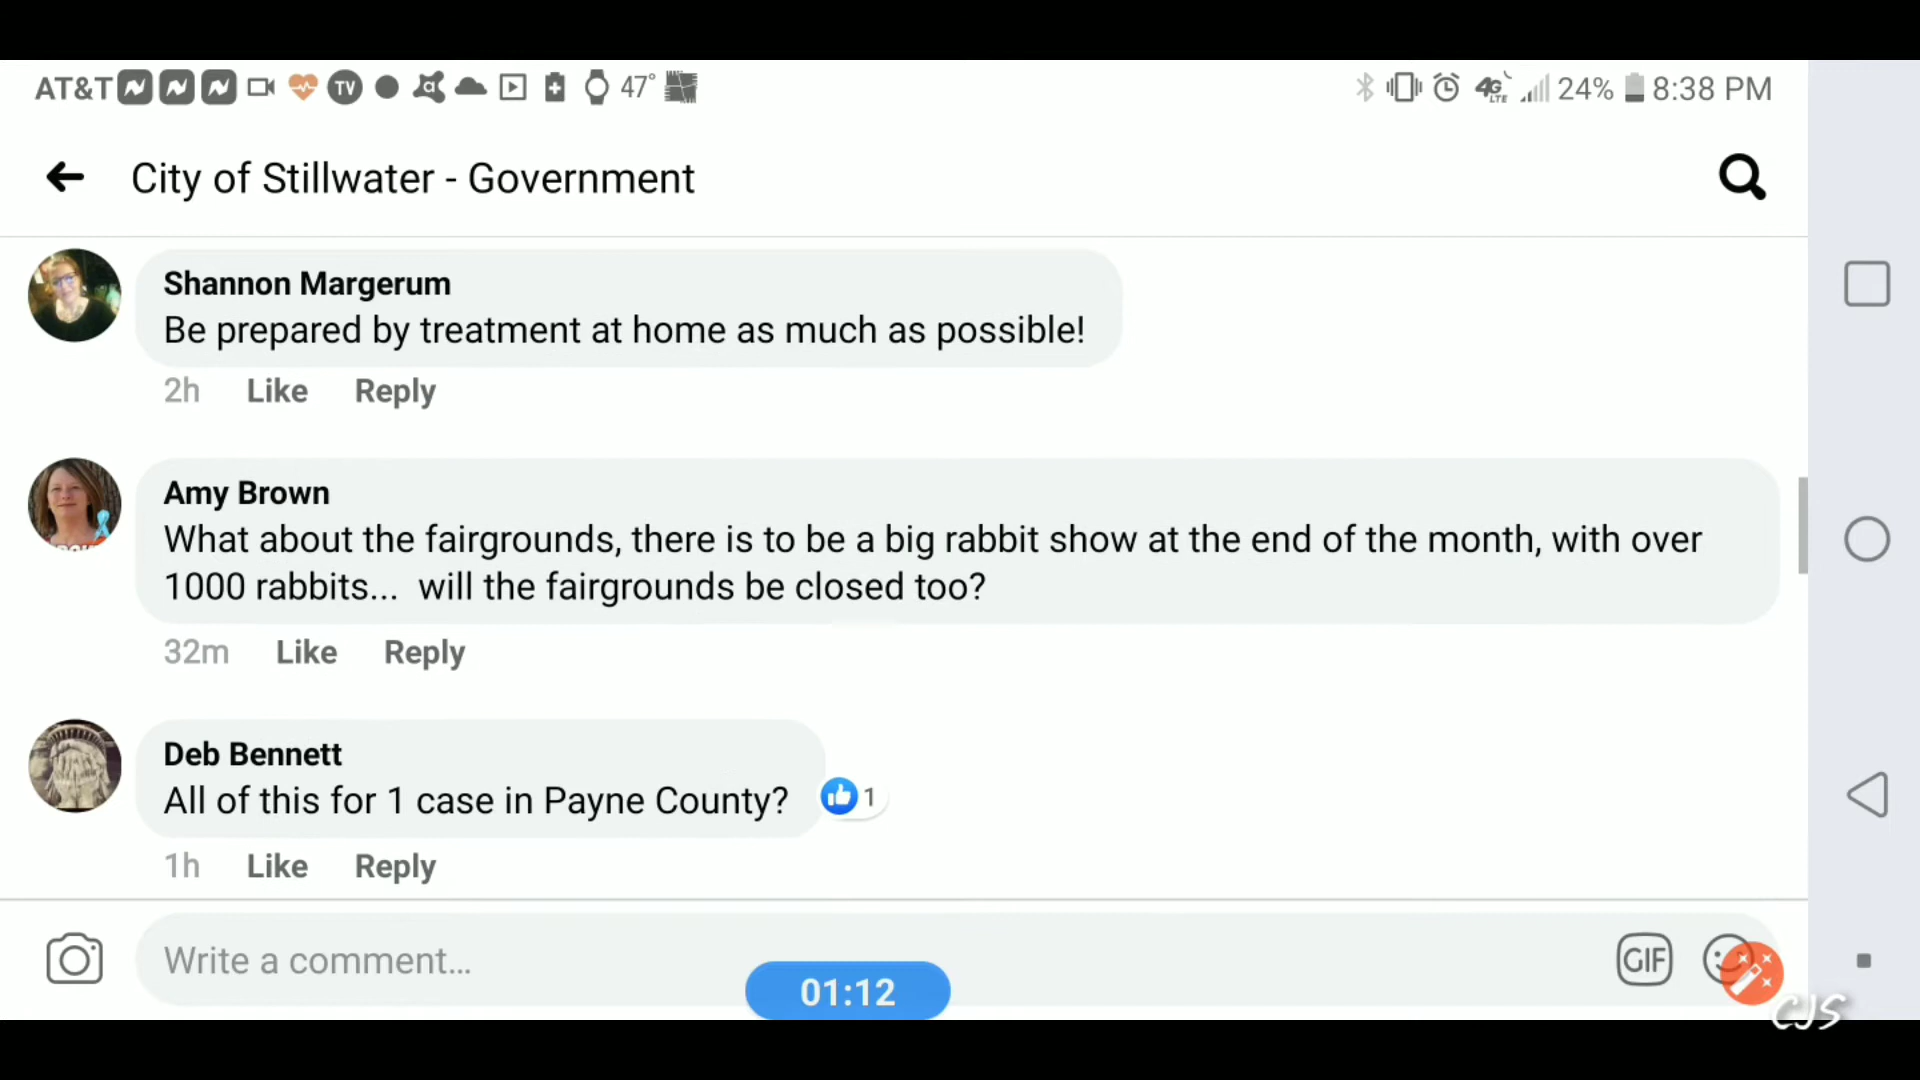 AT&T TV 47° 4G LTE 24% 8:38 PM
City of Stillwater - Government
Shannon Margerum
Be prepared by treatment at home as much as possible!
2h Like Reply
Amy Brown
What about the fairgrounds, there is to be a big rabbit show at the end of the month, with over
1000 rabbits... will the fairgrounds be closed too?
32m Like Reply
Deb Bennett
All of this for 1 case in Payne County?
1
1h Like Reply
Write a comment...
GIF
01:12
CJS